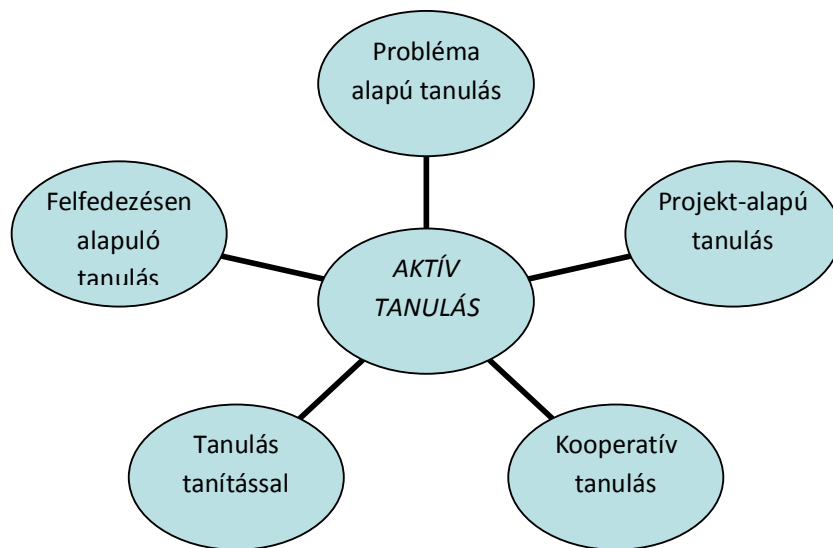 Probléma
alapú tanulás
Felfedezésen
alapuló
tanulás
Projekt-alapú
tanulás
AKTÍV
TANULÁS
Tanulás
tanítással
Kooperatív
tanulás